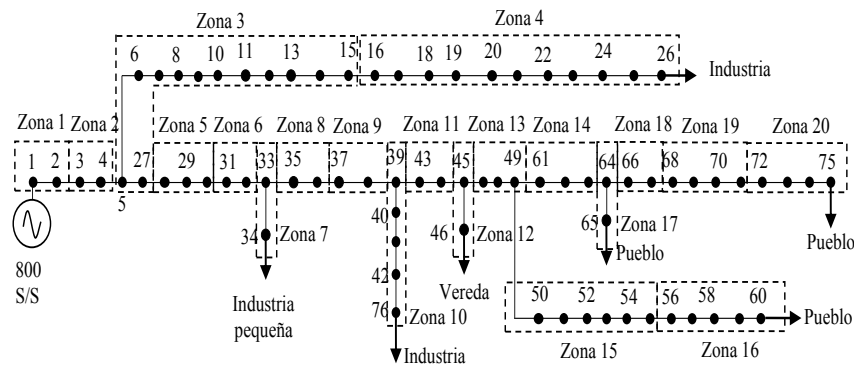 Zona 3
Zona 4
6 8 10 11 13 15 16 18 19 20 22 24 26
Industria
Zona 1 Zona 2 Zona 5 Zona 6 Zona 8 Zona 9 Zona 11 Zona 13 Zona 14 Zona 18 Zona 19 Zona 20
1 2 3 4 27 29 31 33 35 37 39 43 45 49 61 64 66 68 70 72 75
5
40
34 Zona 7
46 Zona 12
65 Zona 17
800
S/S
42
Industria
pequeña
Vereda
Pueblo
Pueblo
50 52 54 56 58 60
76 Zona 10
Pueblo
Industria
Zona 15
Zona 16